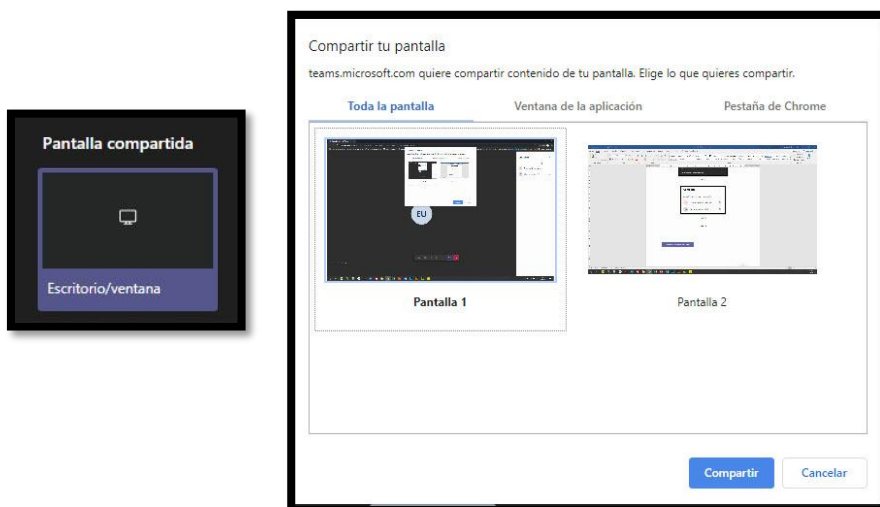 Pantalla compartida
Escritorio/ventana
Compartir tu pantalla
teams.microsoft.com quiere compartir contenido de tu pantalla. Elige lo que quieres compartir.
Toda la pantalla Ventana de la aplicación Pestaña de Chrome
EU
Pantalla 1 Pantalla 2
Compartir Cancelar